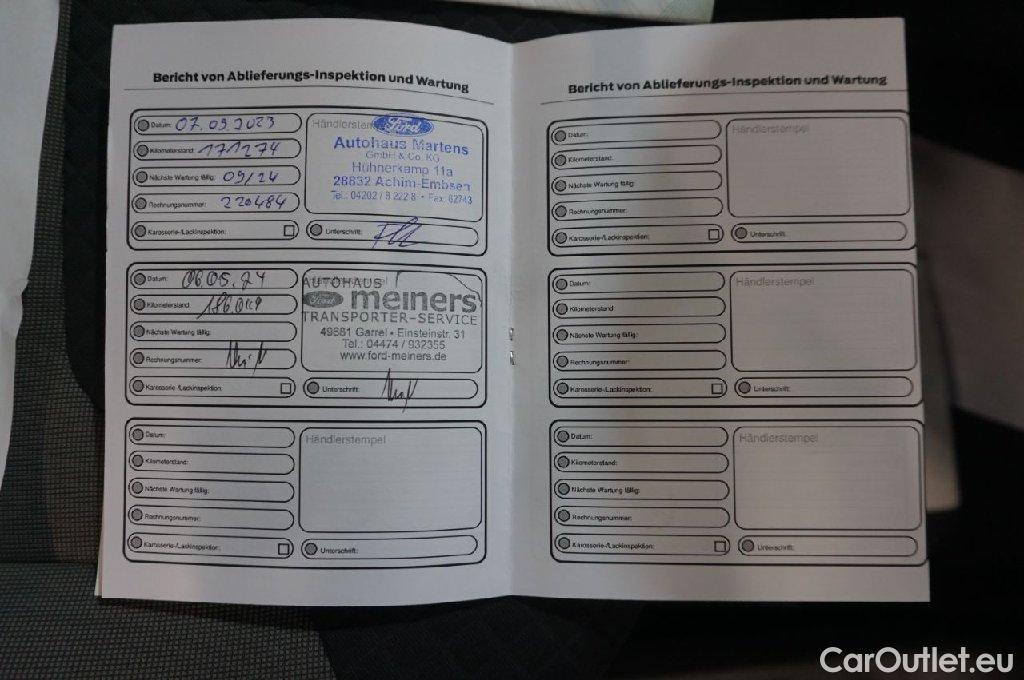 Bericht von Ablieferungs-Inspektion und Wartung
Datum: 07.09.2023
Kilometerstand: 171274
Nächste Wartung fällig: 09/24
Rechnungsnummer: 220484
Karosserie-/Lackinspektion:
Händlerstem
Ford
Autohaus Martens
GmbH & Co. KG
Hühnerkamp 11a
28832 Achim-Embsen
Tel.: 04202 / 8 222 8 • Fax: 62743
Unterschrift:
Datum: 06.05.24
Kilometerstand:
Nächste Wartung fällig:
Rechnungsnummer:
Karosserie-/Lackinspektion:
AUTOHAUS
Ford meiners
TRANSPORTER-SERVICE
49681 Garrel • Einsteinstr. 31
Tel.: 04474 / 932355
www.ford-meiners.de
Unterschrift:
Datum:
Kilometerstand:
Nächste Wartung fällig:
Rechnungsnummer:
Karosserie-/Lackinspektion:
Händlerstempel
Unterschrift:
Bericht von Ablieferungs-Inspektion und Wartung
Datum:
Kilometerstand:
Nächste Wartung fällig:
Rechnungsnummer:
Karosserie-/Lackinspektion:
Händlerstempel
Unterschrift:
Datum:
Kilometerstand:
Nächste Wartung fällig:
Rechnungsnummer:
Karosserie-/Lackinspektion:
Händlerstempel
Unterschrift:
Datum:
Kilometerstand:
Nächste Wartung fällig:
Rechnungsnummer:
Karosserie-/Lackinspektion:
Händlerstempel
Unterschrift:
CarOutlet.eu